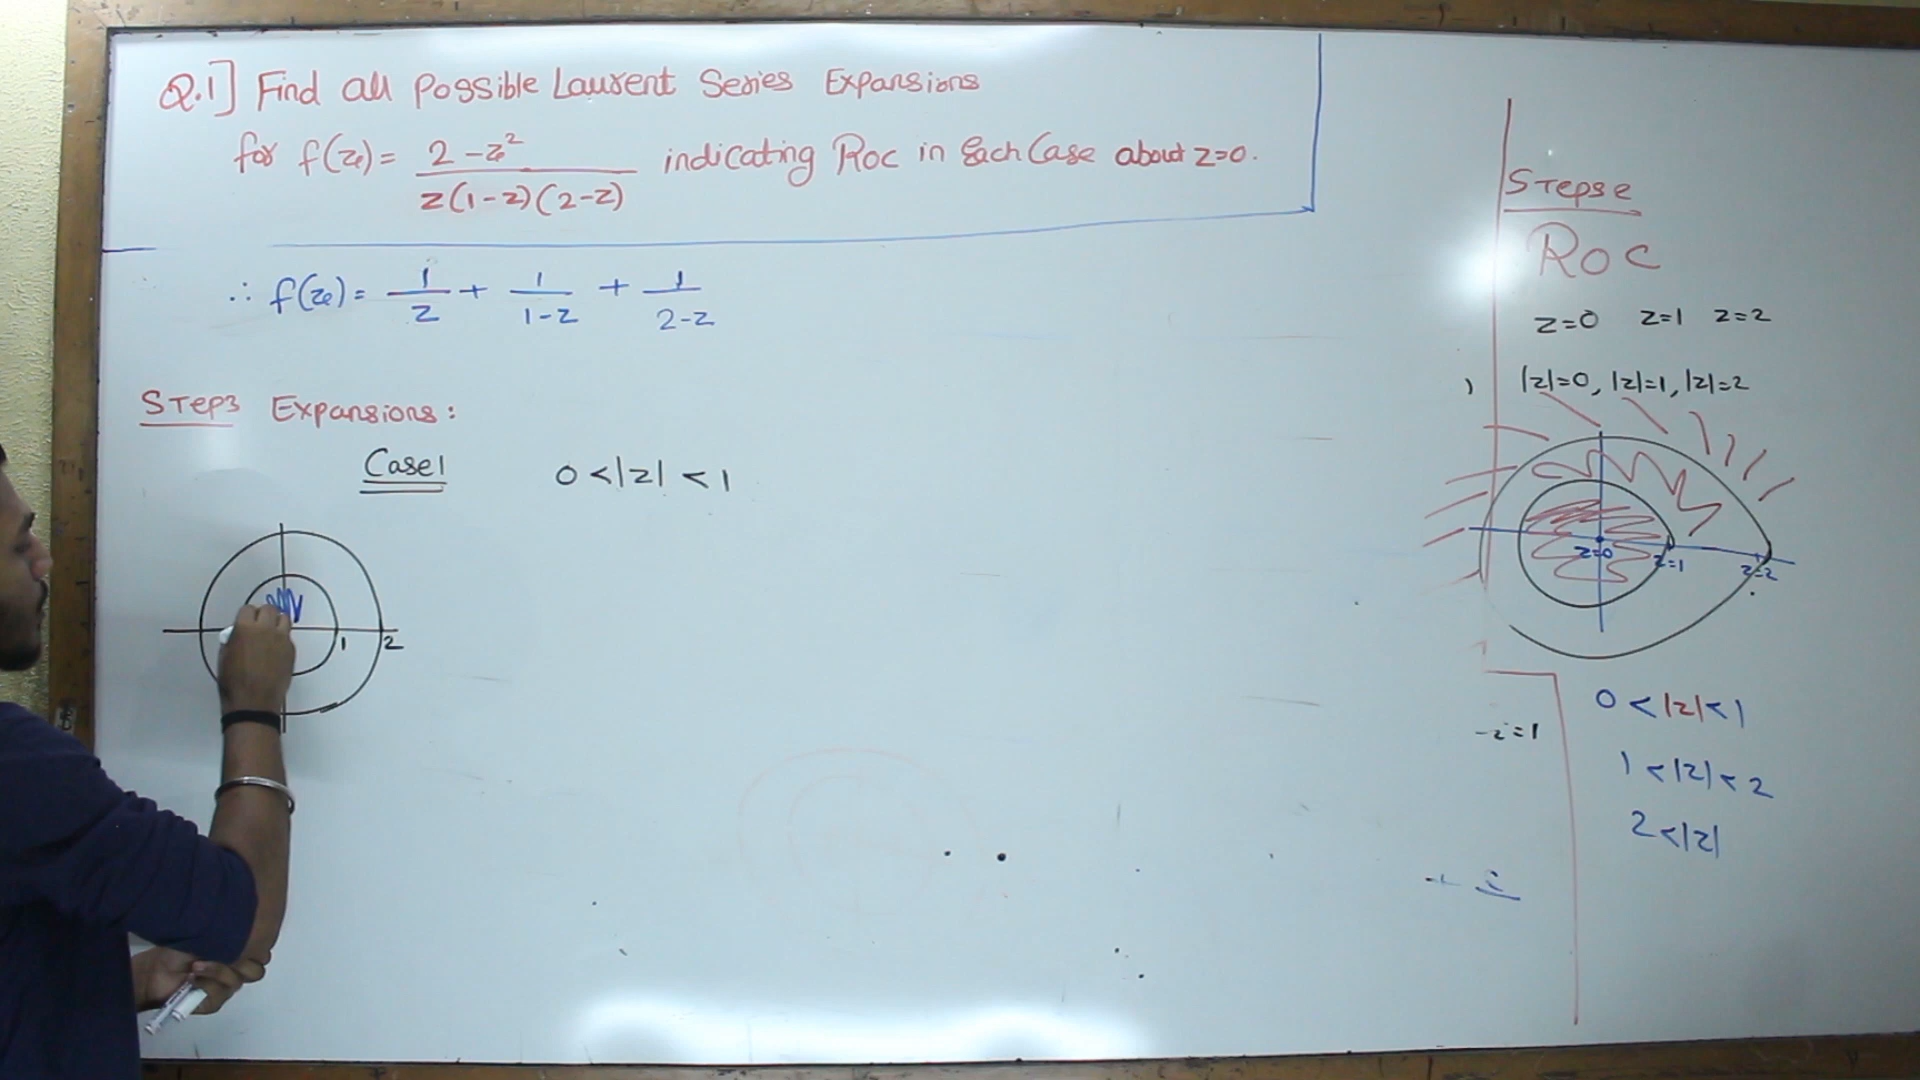 Q.1] Find all possible Laurent Series Expansions
for f(z) = 2-z² / z(1-z)(2-z) indicating ROC in Each Case about z=0.
∴ f(z) = 1/z + 1/1-z + 1/2-z
STEP3 Expansions:
Case1 0<|z|<1
1 2
STEPS
ROC
z=0 z=1 z=2
|z|=0, |z|=1, |z|=2
z=0 z=1 z=2
0<|z|<1
-z=1
1<|z|<2
2<|z|